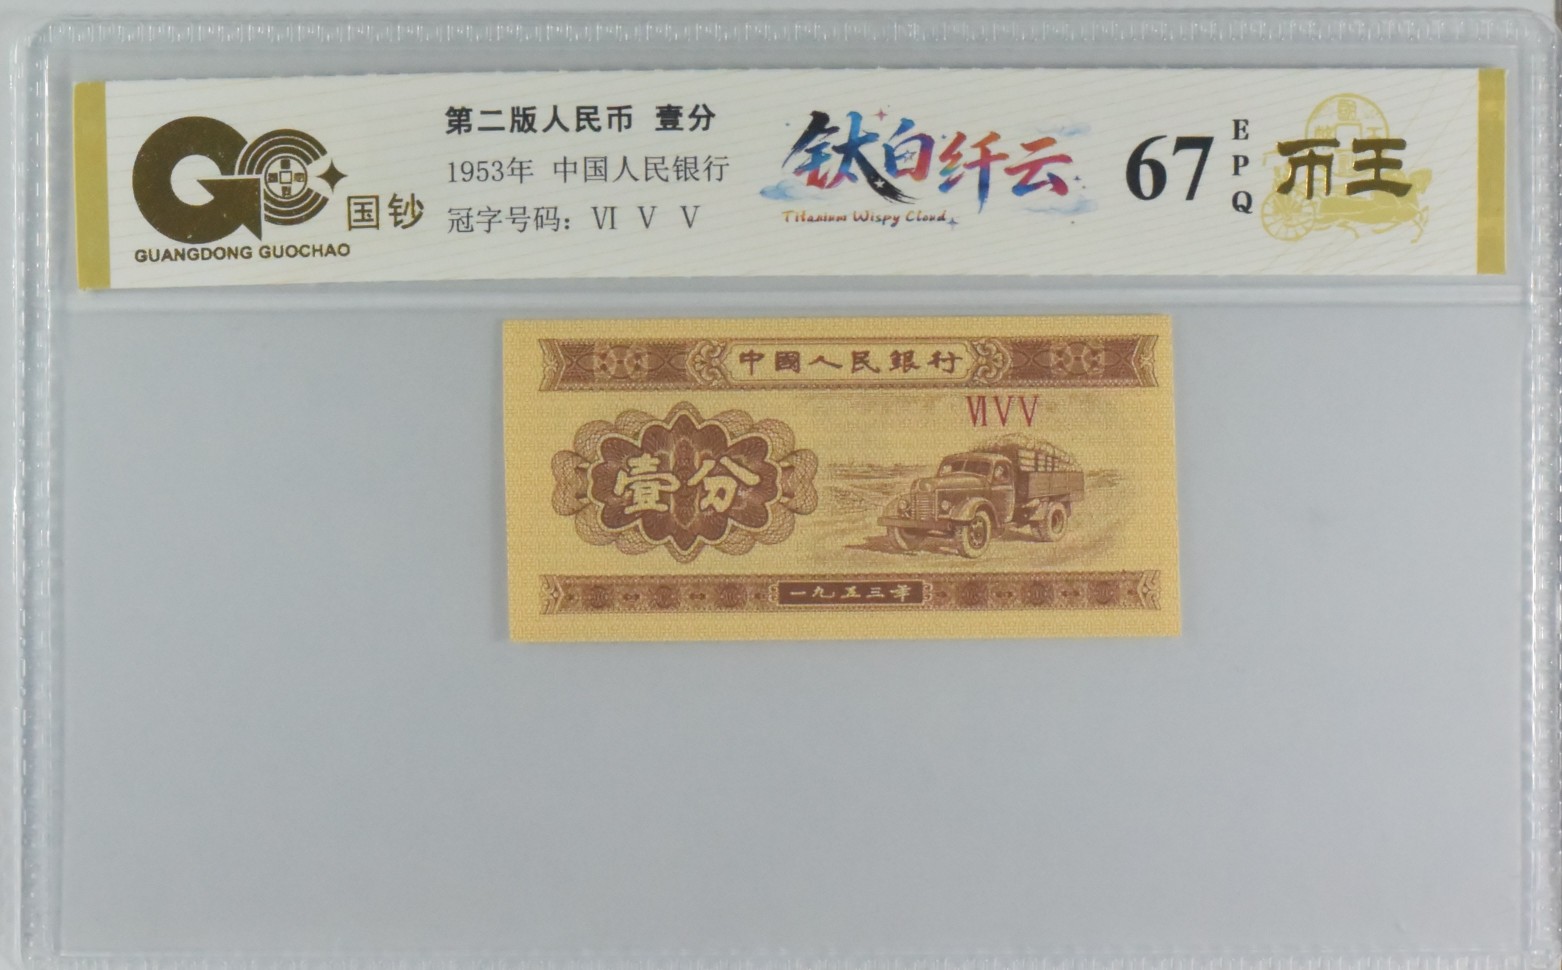 GC
国钞
GUANGDONG GUOCHAO
第二版人民币 壹分
1953年 中国人民银行
冠字号码：Ⅵ Ⅴ Ⅴ
钛白纤云
Titanium Wispy Cloud
67
EPQ
币王
中國人民銀行
ⅥⅤⅤ
壹分
一九五三年